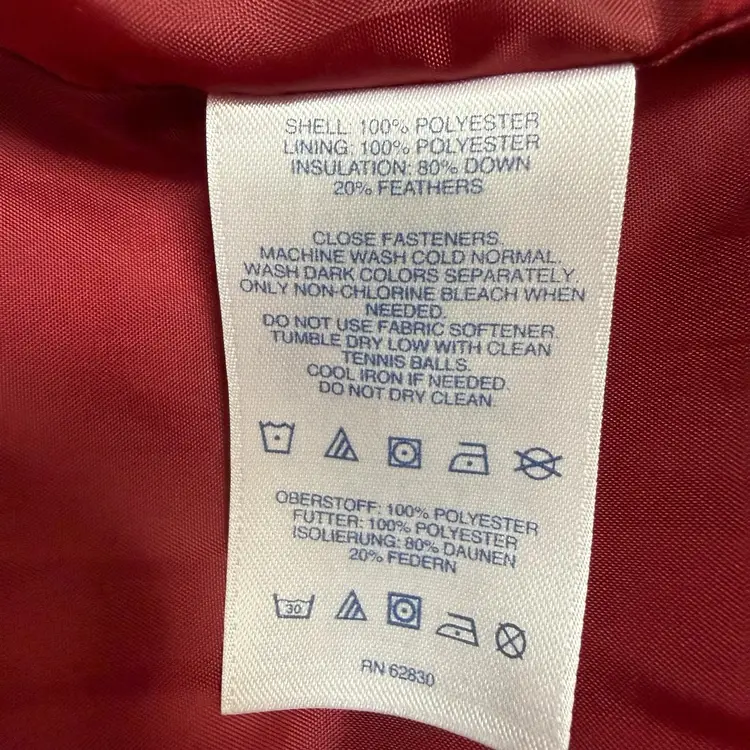 SHELL: 100% POLYESTER
LINING: 100% POLYESTER
INSULATION: 80% DOWN
20% FEATHERS
CLOSE FASTENERS.
MACHINE WASH COLD NORMAL.
WASH DARK COLORS SEPARATELY.
ONLY NON-CHLORINE BLEACH WHEN
NEEDED.
DO NOT USE FABRIC SOFTENER.
TUMBLE DRY LOW WITH CLEAN
TENNIS BALLS.
COOL IRON IF NEEDED.
DO NOT DRY CLEAN.
OBERSTOFF: 100% POLYESTER
FUTTER: 100% POLYESTER
ISOLIERUNG: 80% DAUNEN
20% FEDERN
30
RN 62830